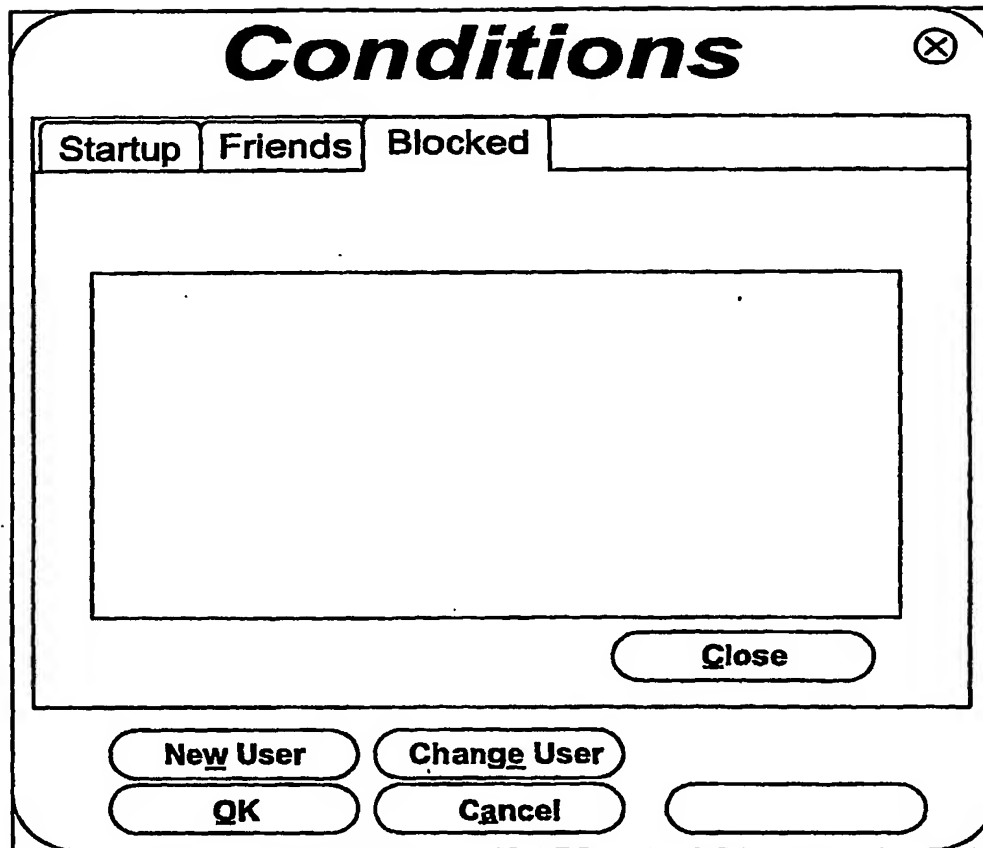 Conditions
Startup Friends Blocked
Close
New User Change User
OK Cancel